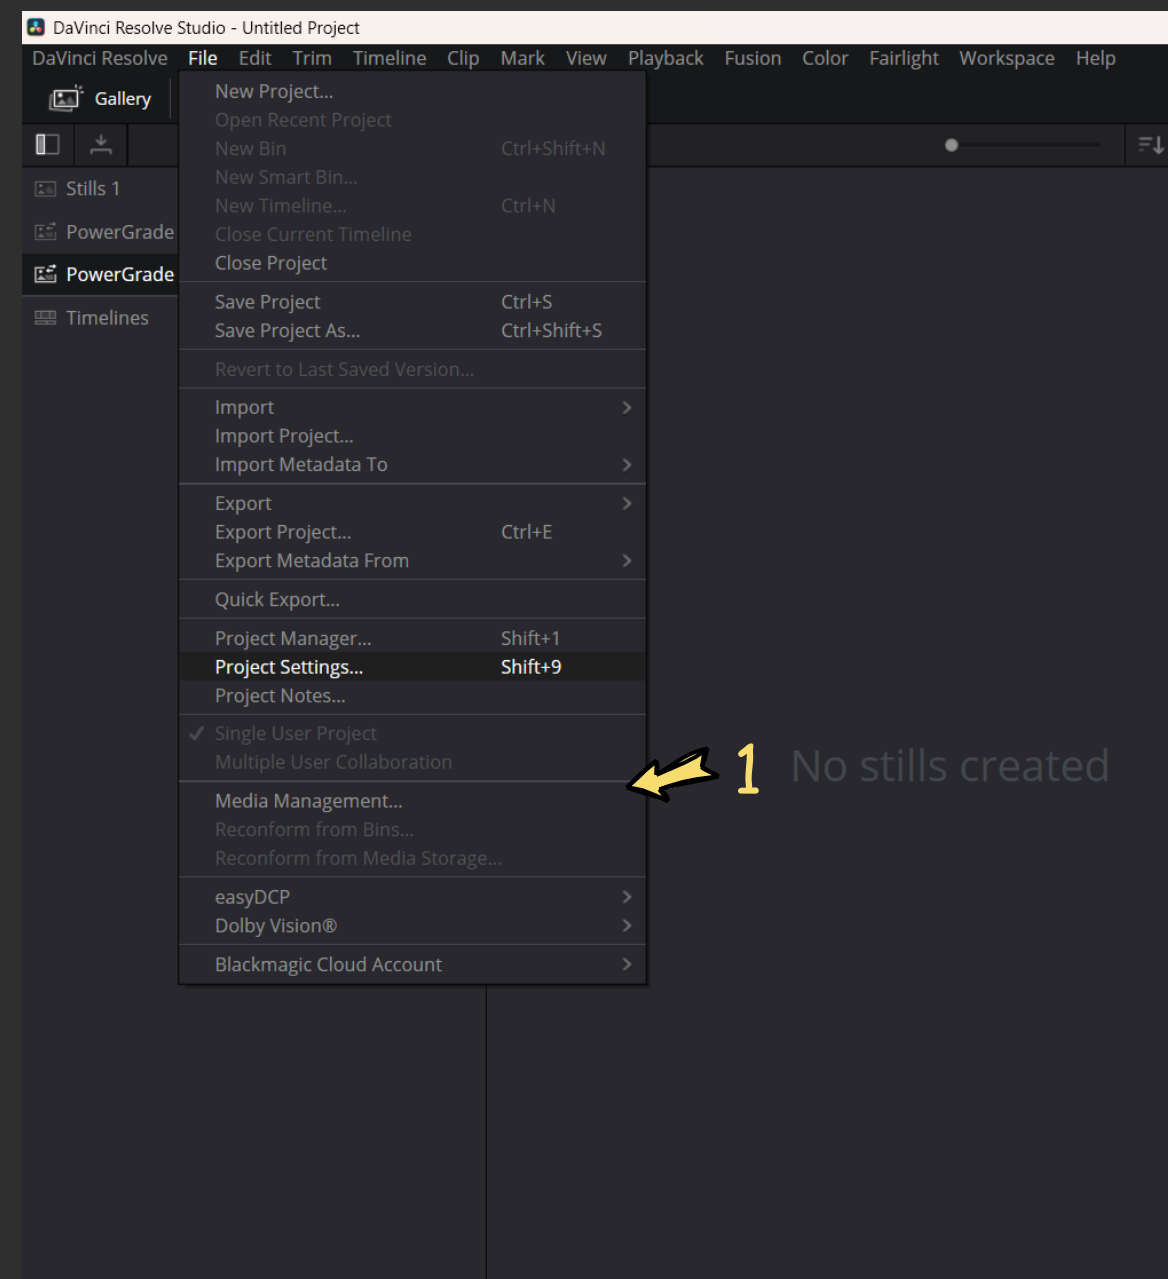 DaVinci Resolve Studio - Untitled Project
DaVinci Resolve File Edit Trim Timeline Clip Mark View Playback Fusion Color Fairlight Workspace Help
Gallery
New Project...
Open Recent Project
New Bin Ctrl+Shift+N
New Smart Bin...
New Timeline... Ctrl+N
Close Current Timeline
Close Project
Save Project Ctrl+S
Save Project As... Ctrl+Shift+S
Revert to Last Saved Version...
Import
Import Project...
Import Metadata To
Export
Export Project... Ctrl+E
Export Metadata From
Quick Export...
Project Manager... Shift+1
Project Settings... Shift+9
Project Notes...
Single User Project
Multiple User Collaboration
Media Management...
Reconform from Bins...
Reconform from Media Storage...
easyDCP
Dolby Vision®
Blackmagic Cloud Account
Stills 1
PowerGrade
PowerGrade
Timelines
1
No stills created